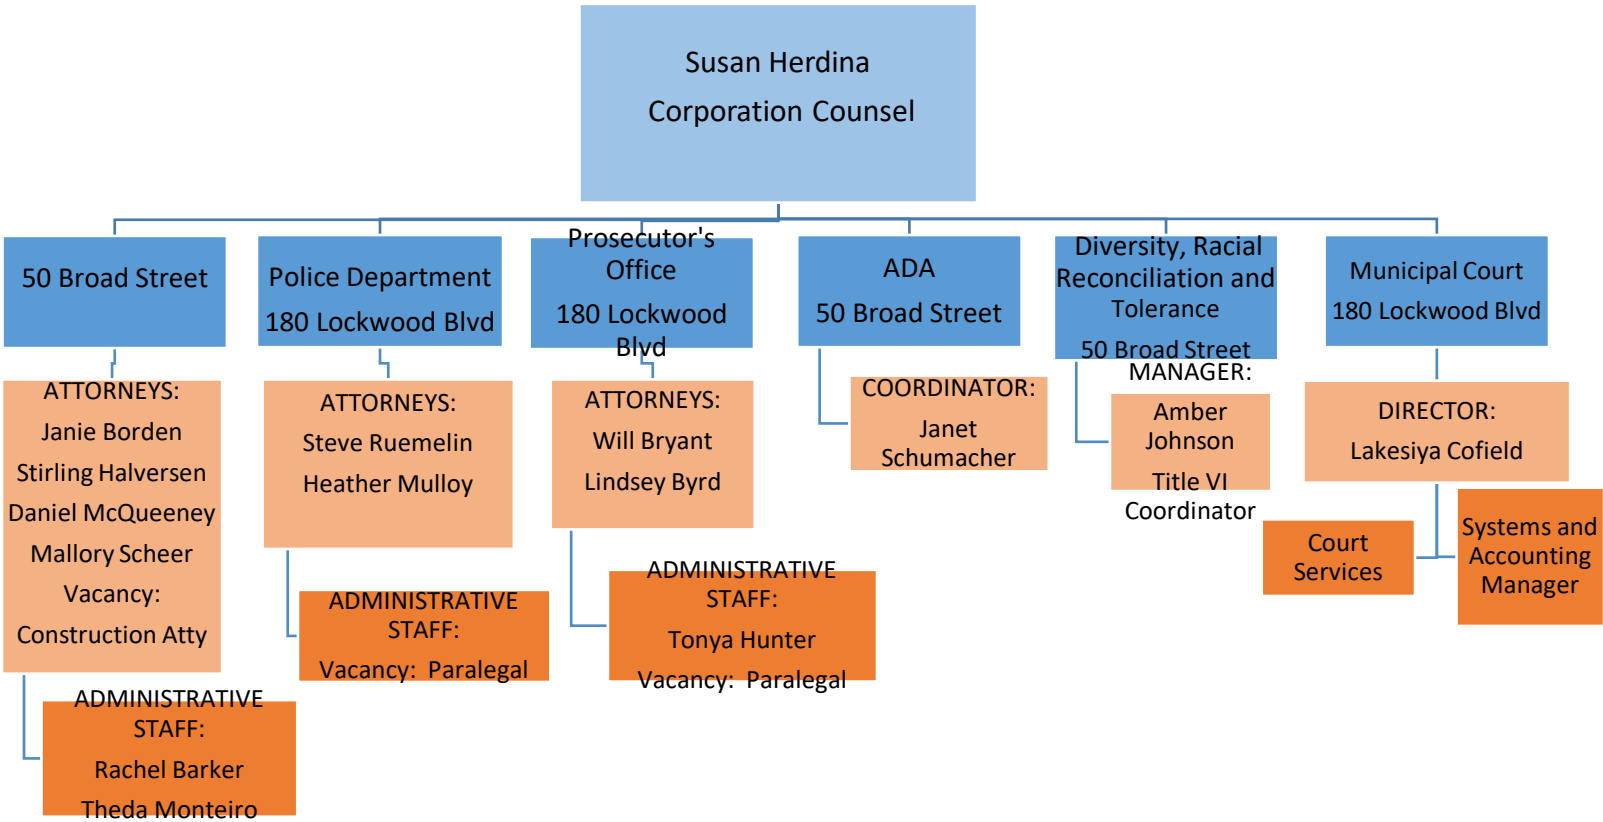 Susan Herdina
Corporation Counsel
50 Broad Street
Police Department
180 Lockwood Blvd
Prosecutor's
Office
180 Lockwood
Blvd
ADA
50 Broad Street
Diversity, Racial
Reconciliation and
Tolerance
50 Broad Street
Municipal Court
180 Lockwood Blvd
ATTORNEYS:
Janie Borden
Stirling Halversen
Daniel McQueeney
Mallory Scheer
Vacancy:
Construction Atty
ADMINISTRATIVE
STAFF:
Rachel Barker
Theda Monteiro
ATTORNEYS:
Steve Ruemelin
Heather Mulloy
ADMINISTRATIVE
STAFF:
Vacancy:  Paralegal
ATTORNEYS:
Will Bryant
Lindsey Byrd
ADMINISTRATIVE
STAFF:
Tonya Hunter
Vacancy:  Paralegal
COORDINATOR:
Janet
Schumacher
MANAGER:
Amber
Johnson
Title VI
Coordinator
DIRECTOR:
Lakesiya Cofield
Court
Services
Systems and
Accounting
Manager